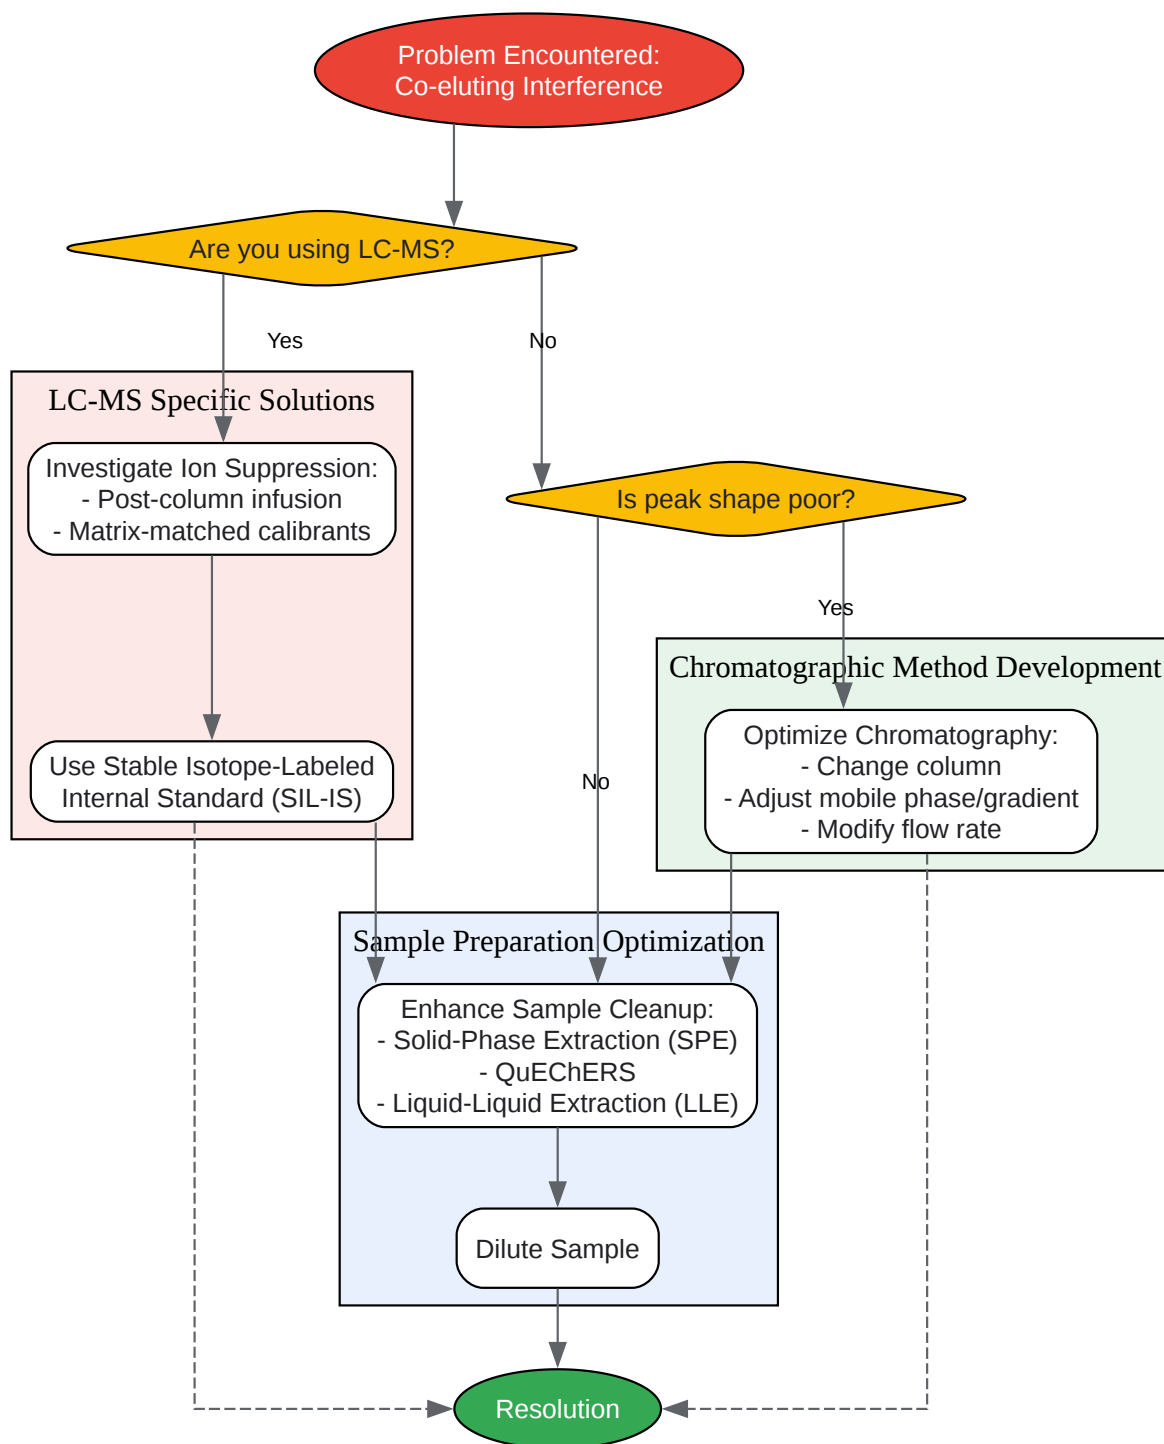 Problem Encountered:
Co-eluting Interference
Are you using LC-MS?
Yes
No
LC-MS Specific Solutions
Investigate Ion Suppression:
- Post-column infusion
- Matrix-matched calibrants
Is peak shape poor?
Yes
Chromatographic Method Development
Use Stable Isotope-Labeled
Internal Standard (SIL-IS)
No
Optimize Chromatography:
- Change column
- Adjust mobile phase/gradient
- Modify flow rate
Sample Preparation Optimization
Enhance Sample Cleanup:
- Solid-Phase Extraction (SPE)
- QuEChERS
- Liquid-Liquid Extraction (LLE)
Dilute Sample
Resolution